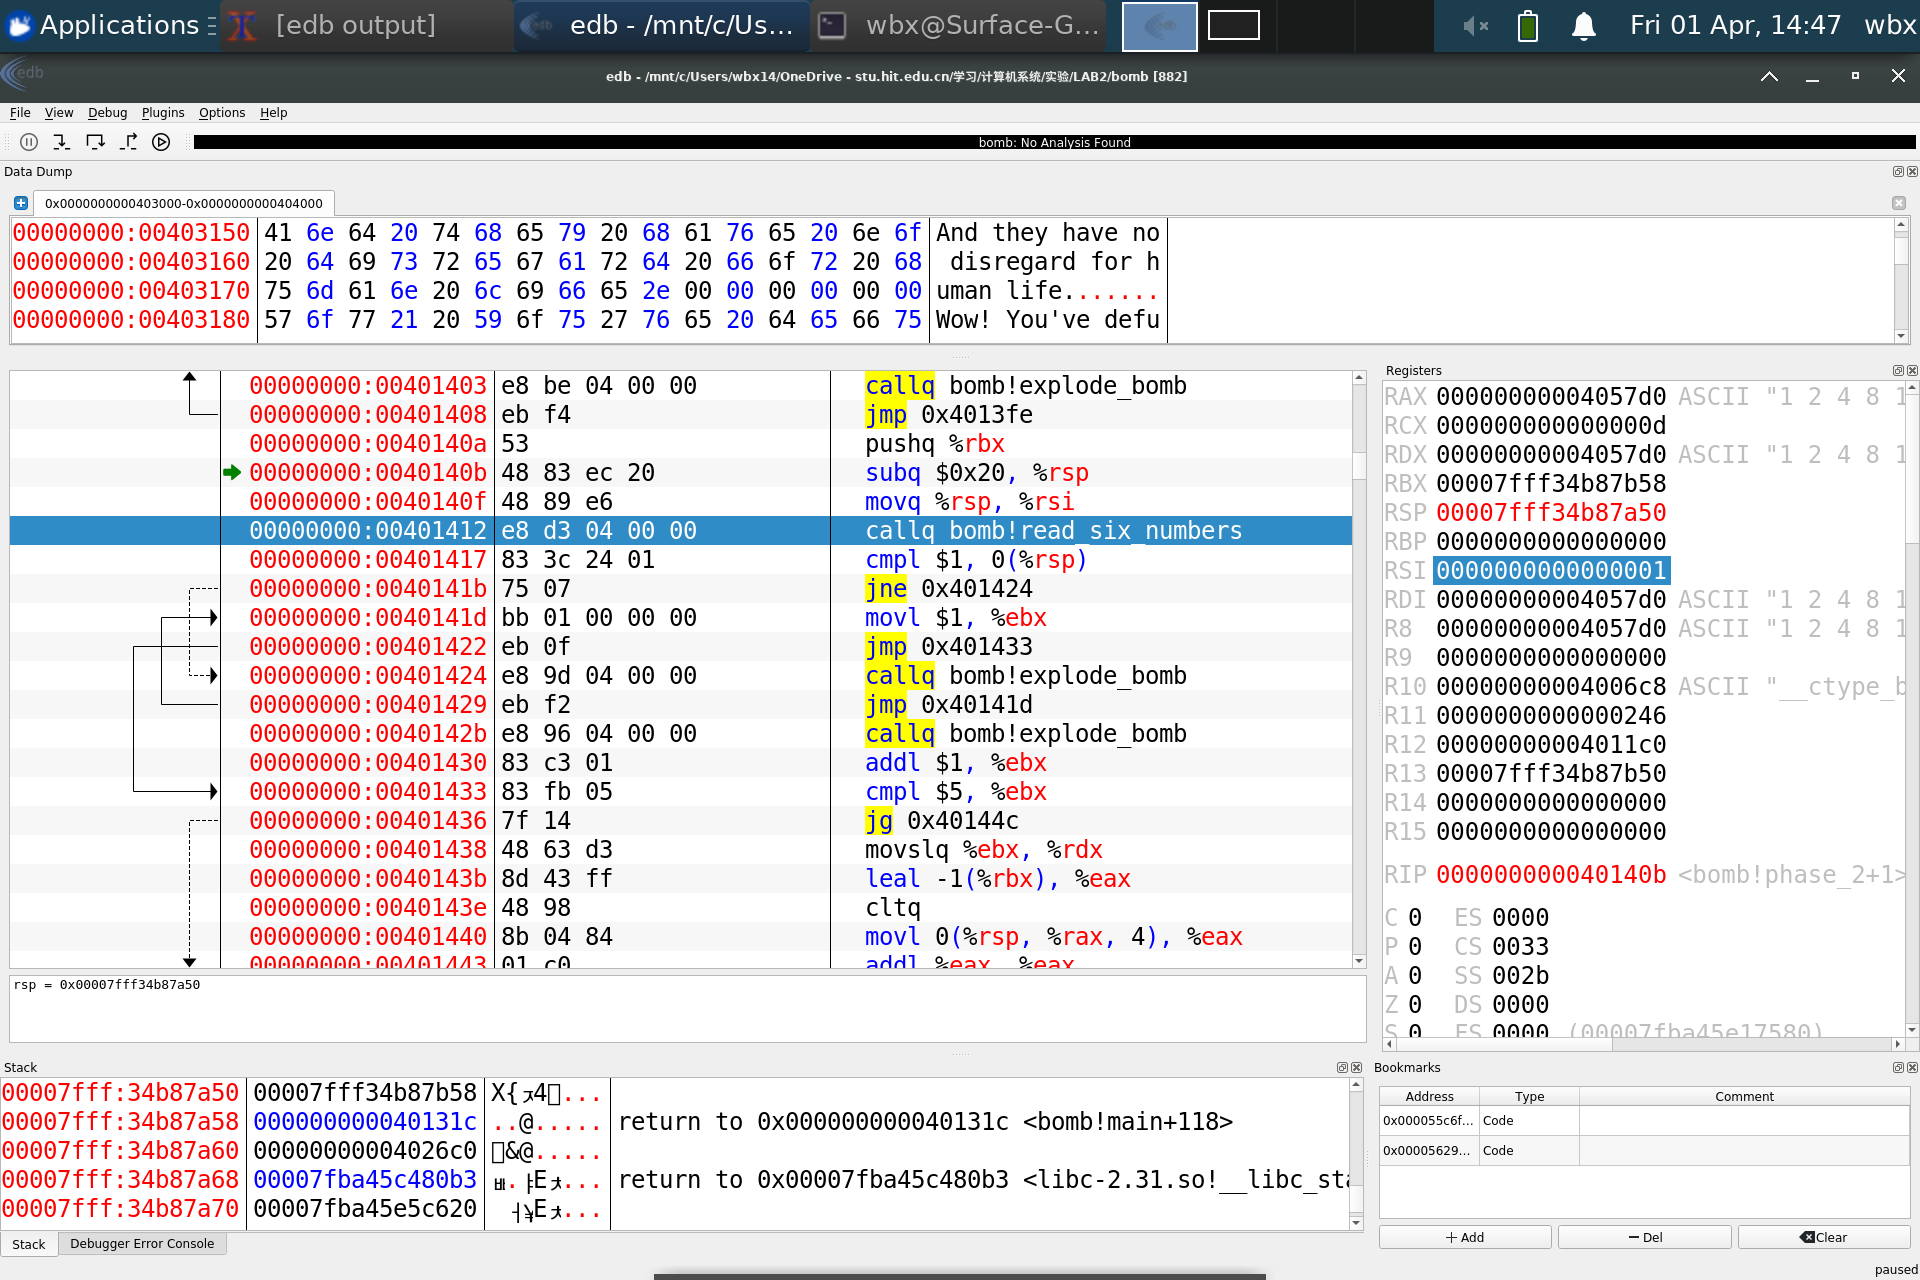 Applications
[edb output]
edb - /mnt/c/Us...
wbx@Surface-G...
Fri 01 Apr, 14:47
wbx
edb
edb - /mnt/c/Users/wbx14/OneDrive - stu.hit.edu.cn/学习/计算机系统/实验/LAB2/bomb [882]
File View Debug Plugins Options Help
bomb: No Analysis Found
Data Dump
0x0000000000403000-0x0000000000404000
00000000:00403150 41 6e 64 20 74 68 65 79 20 68 61 76 65 20 6e 6f And they have no
00000000:00403160 20 64 69 73 72 65 67 61 72 64 20 66 6f 72 20 68 disregard for h
00000000:00403170 75 6d 61 6e 20 6c 69 66 65 2e 00 00 00 00 00 00 uman life.......
00000000:00403180 57 6f 77 21 20 59 6f 75 27 76 65 20 64 65 66 75 Wow! You've defu
00000000:00401403 e8 be 04 00 00 callq bomb!explode_bomb
00000000:00401408 eb f4 jmp 0x4013fe
00000000:0040140a 53 pushq %rbx
00000000:0040140b 48 83 ec 20 subq $0x20, %rsp
00000000:0040140f 48 89 e6 movq %rsp, %rsi
00000000:00401412 e8 d3 04 00 00 callq bomb!read_six_numbers
00000000:00401417 83 3c 24 01 cmpl $1, 0(%rsp)
00000000:0040141b 75 07 jne 0x401424
00000000:0040141d bb 01 00 00 00 movl $1, %ebx
00000000:00401422 eb 0f jmp 0x401433
00000000:00401424 e8 9d 04 00 00 callq bomb!explode_bomb
00000000:00401429 eb f2 jmp 0x40141d
00000000:0040142b e8 96 04 00 00 callq bomb!explode_bomb
00000000:00401430 83 c3 01 addl $1, %ebx
00000000:00401433 83 fb 05 cmpl $5, %ebx
00000000:00401436 7f 14 jg 0x40144c
00000000:00401438 48 63 d3 movslq %ebx, %rdx
00000000:0040143b 8d 43 ff leal -1(%rbx), %eax
00000000:0040143e 48 98 cltq
00000000:00401440 8b 04 84 movl 0(%rsp, %rax, 4), %eax
00000000:00401443 01 c0 addl %eax, %eax
rsp = 0x00007fff34b87a50
Registers
RAX 00000000004057d0 ASCII "1 2 4 8 1
RCX 000000000000000d
RDX 00000000004057d0 ASCII "1 2 4 8 1
RBX 00007fff34b87b58
RSP 00007fff34b87a50
RBP 0000000000000000
RSI 0000000000000001
RDI 00000000004057d0 ASCII "1 2 4 8 1
R8 00000000004057d0 ASCII "1 2 4 8 1
R9 0000000000000000
R10 00000000004006c8 ASCII "__ctype_b
R11 0000000000000246
R12 00000000004011c0
R13 00007fff34b87b50
R14 0000000000000000
R15 0000000000000000
RIP 000000000040140b <bomb!phase_2+1>
C 0 ES 0000
P 0 CS 0033
A 0 SS 002b
Z 0 DS 0000
S 0 FS 0000 (00007fba45e17580)
Stack
00007fff:34b87a50 00007fff34b87b58
00007fff:34b87a58 000000000040131c ..@..... return to 0x000000000040131c <bomb!main+118>
00007fff:34b87a60 00000000004026c0
00007fff:34b87a68 00007fba45c480b3 return to 0x00007fba45c480b3 <libc-2.31.so!__libc_sta
00007fff:34b87a70 00007fba45e5c620
Stack Debugger Error Console
Bookmarks
Address Type Comment
0x000055c6f... Code
0x00005629... Code
Add Del Clear
paused